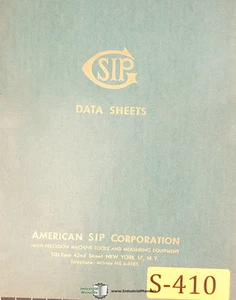 SIP
DATA SHEETS
AMERICAN SIP CORPORATION
HIGH PRECISION MACHINE TOOLS AND MEASURING EQUIPMENT
100 East 42nd Street NEW YORK 17, N.Y.
Telephone:
S-410